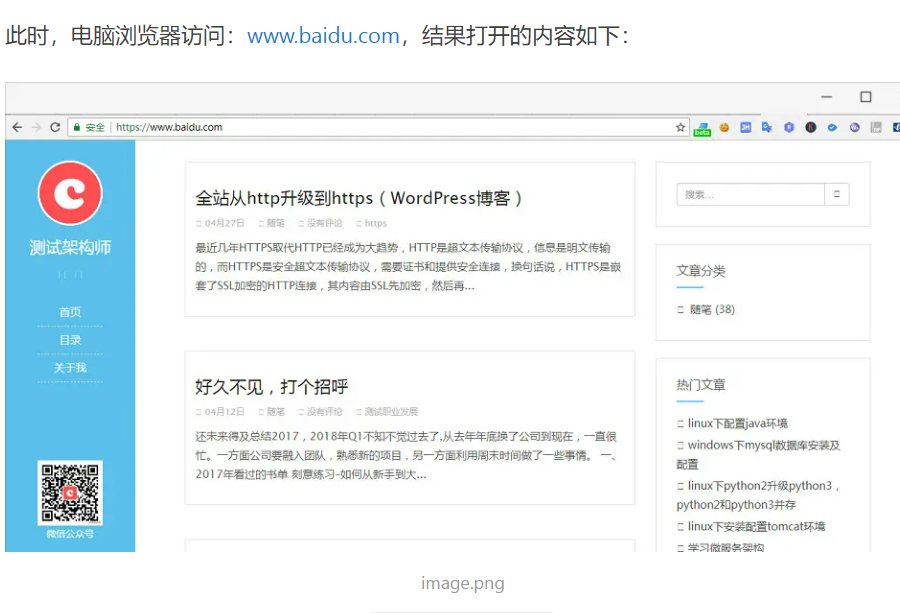 此时，电脑浏览器访问：www.baidu.com，结果打开的内容如下：
安全 https://www.baidu.com
beta
测试架构师
首页
目录
关于我
微信公众号
全站从http升级到https（WordPress博客）
04月27日 随笔 没有评论 https
最近几年HTTPS取代HTTP已经成为大趋势，HTTP是超文本传输协议，信息是明文传输
的，而HTTPS是安全超文本传输协议，需要证书和提供安全连接，换句话说，HTTPS是嵌
套了SSL加密的HTTP连接，其内容由SSL先加密，然后再...
好久不见，打个招呼
04月12日 随笔 没有评论 测试职业发展
还未来得及总结2017，2018年Q1不知不觉过去了,从去年年底换了公司到现在，一直很
忙。一方面公司要融入团队，熟悉新的项目，另一方面利用周末时间做了一些事情。 一、
2017年看过的书单 刻意练习-如何从新手到大...
搜索...
文章分类
随笔 (38)
热门文章
linux下配置java环境
windows下mysql数据库安装及
配置
linux下python2升级python3，
python2和python3并存
linux下安装配置tomcat环境
学习微服务架构
image.png